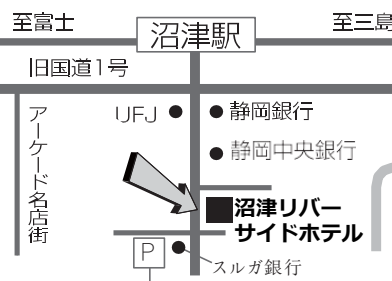 至富士
沼津駅
至三島
旧国道1号
アーケード名店街
UFJ
静岡銀行
静岡中央銀行
沼津リバー
サイドホテル
P
スルガ銀行